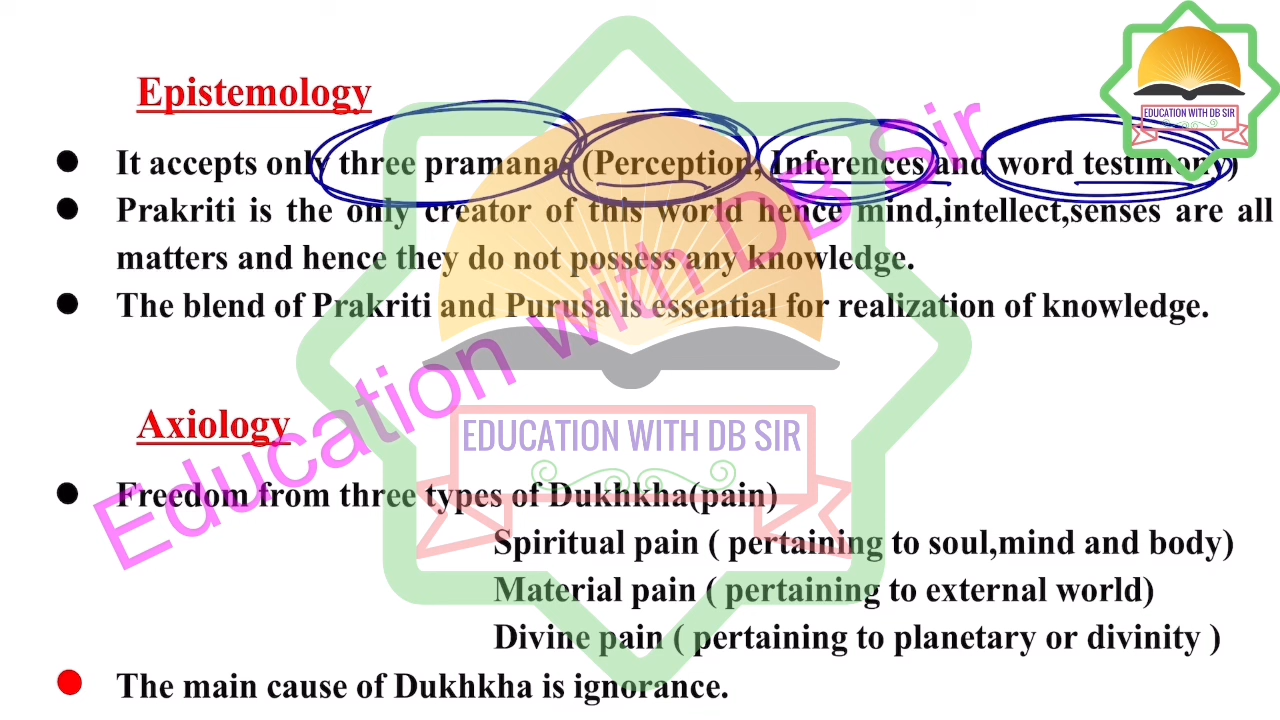 EDUCATION WITH DB SIR
Epistemology
It accepts only three pramanas (Perception, Inferences and word testimony)
Prakriti is the only creator of this world hence mind,intellect,senses are all
matters and hence they do not possess any knowledge.
The blend of Prakriti and Purusa is essential for realization of knowledge.
Education with DB Sir
Axiology
EDUCATION WITH DB SIR
Freedom from three types of Dukhkha(pain)
Spiritual pain ( pertaining to soul,mind and body)
Material pain ( pertaining to external world)
Divine pain ( pertaining to planetary or divinity )
The main cause of Dukhkha is ignorance.